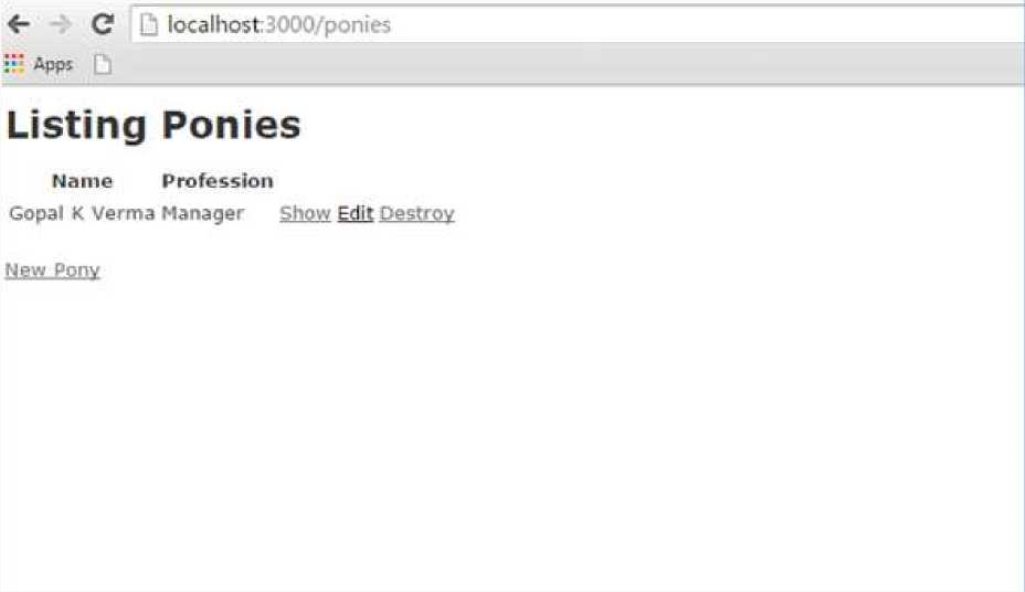 localhost:3000/ponies
Apps
Listing Ponies
Name Profession
Gopal K Verma Manager Show Edit Destroy
New Pony